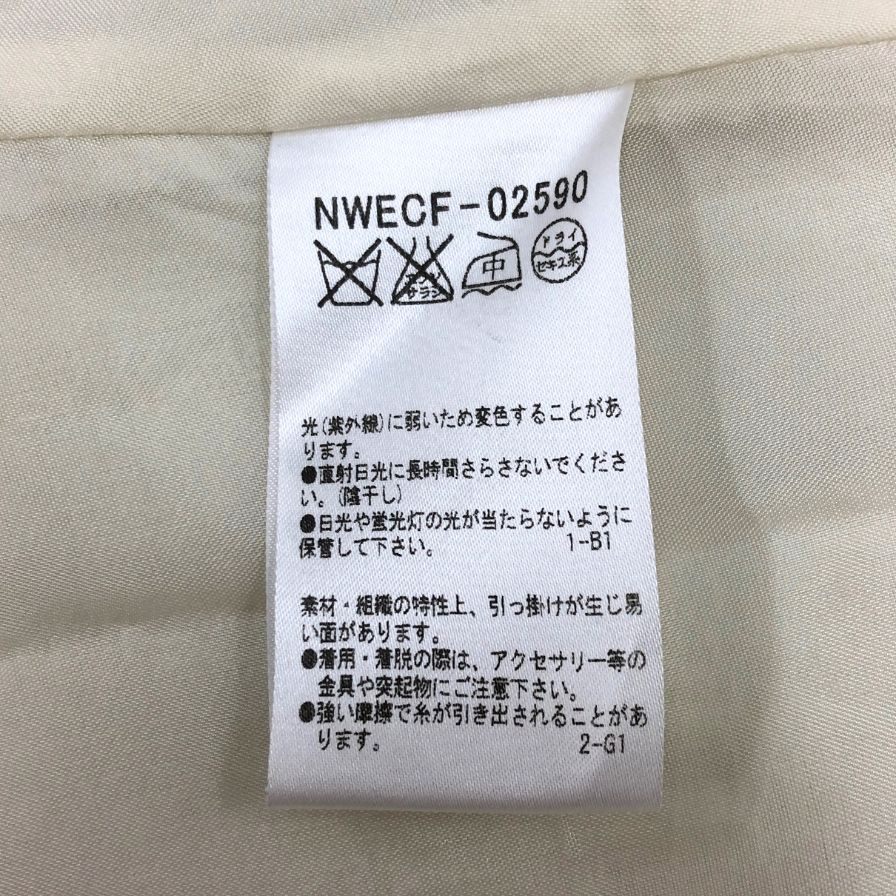 NWECF-02590
エンソ サラシ 中 ドライ セキユ系
光(紫外線)に弱いため変色することがあ
ります。
●直射日光に長時間さらさないでくださ
い。(陰干し)
●日光や蛍光灯の光が当たらないように
保管して下さい。 1-B1
素材・組織の特性上、引っ掛けが生じ易
い面があります。
●着用・着脱の際は、アクセサリー等の
金具や突起物にご注意下さい。
●強い摩擦で糸が引き出されることがあ
ります。 2-G1